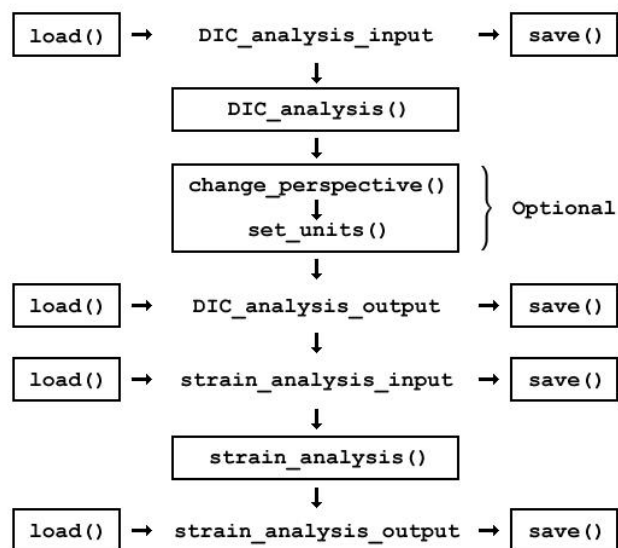 load() → DIC_analysis_input → save()
DIC_analysis()
change_perspective()
set_units()
Optional
load() → DIC_analysis_output → save()
load() → strain_analysis_input → save()
strain_analysis()
load() → strain_analysis_output → save()